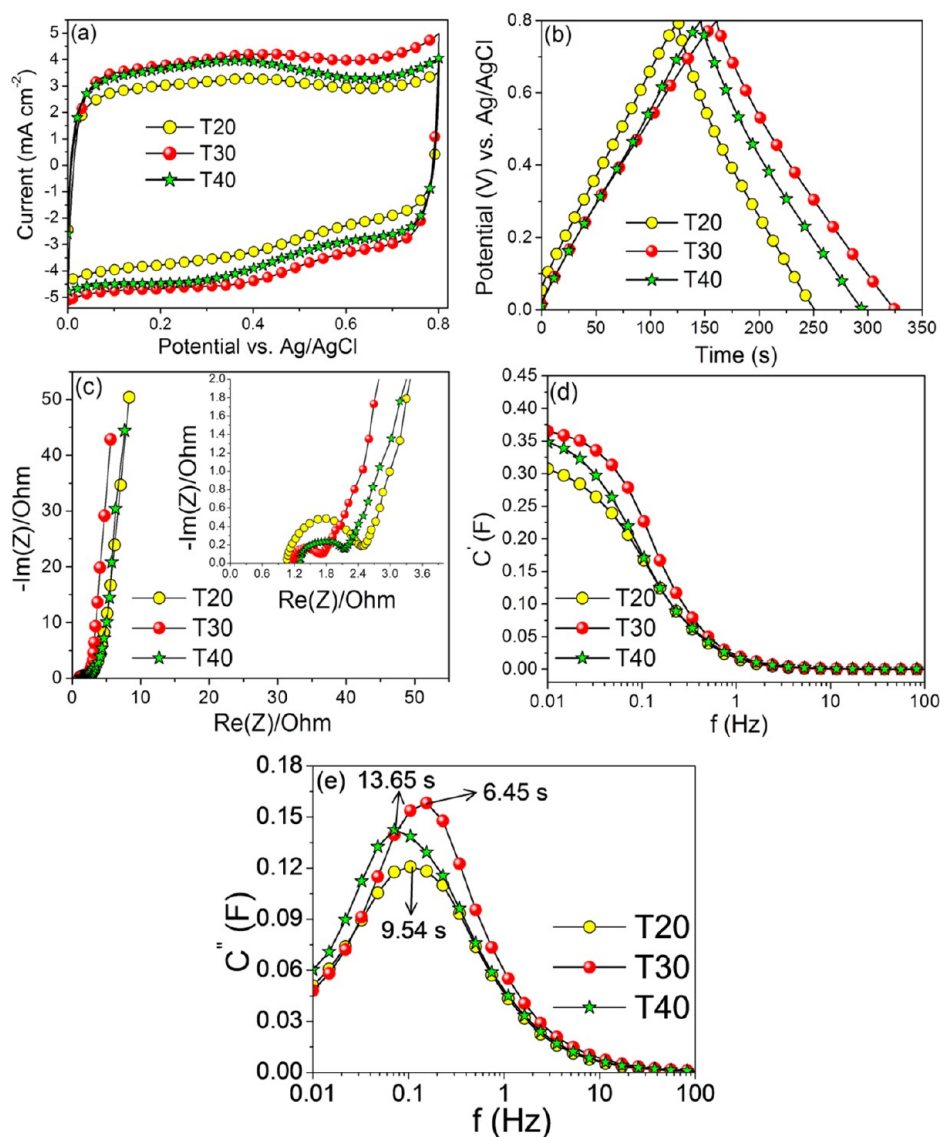 (a)
Current (mA cm⁻²)
5
4
3
2
1
0
-1
-2
-3
-4
-5
T20
T30
T40
0.0 0.2 0.4 0.6 0.8
Potential vs. Ag/AgCl
(b)
Potential (V) vs. Ag/AgCl
0.8
0.6
0.4
0.2
0.0
T20
T30
T40
0 50 100 150 200 250 300 350
Time (s)
(c)
-Im(Z)/Ohm
50
40
30
20
10
0
T20
T30
T40
0 10 20 30 40 50
Re(Z)/Ohm
-Im(Z)/Ohm
2.0
1.8
1.6
1.4
1.2
1.0
0.8
0.6
0.4
0.2
0.0
0.0 0.6 1.2 1.8 2.4 3.0 3.6
Re(Z)/Ohm
(d)
C' (F)
0.45
0.40
0.35
0.30
0.25
0.20
0.15
0.10
0.05
0.00
T20
T30
T40
0.01 0.1 1 10 100
f (Hz)
(e)
C" (F)
0.18
0.15
0.12
0.09
0.06
0.03
0.00
13.65 s
6.45 s
9.54 s
T20
T30
T40
0.01 0.1 1 10 100
f (Hz)